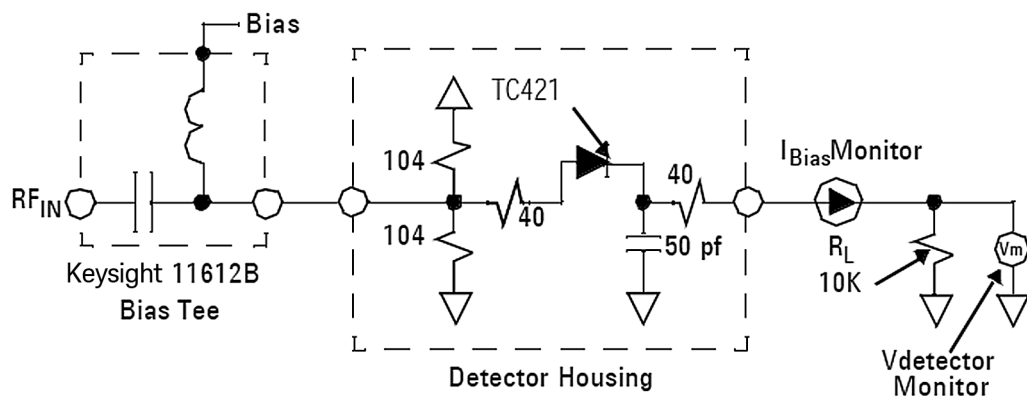 Bias
TC421
104
40
I Bias Monitor
RF IN
40
104
50 pf
R L
10K
Vm
Keysight 11612B
Bias Tee
Detector Housing
Vdetector
Monitor